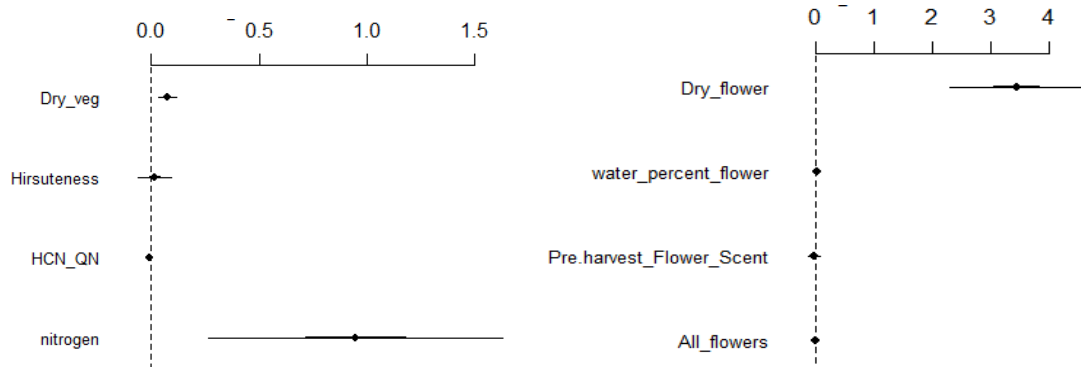 0.0 0.5 1.0 1.5
Dry_veg
Hirsuteness
HCN_QN
nitrogen
0 1 2 3 4
Dry_flower
water_percent_flower
Pre.harvest_Flower_Scent
All_flowers